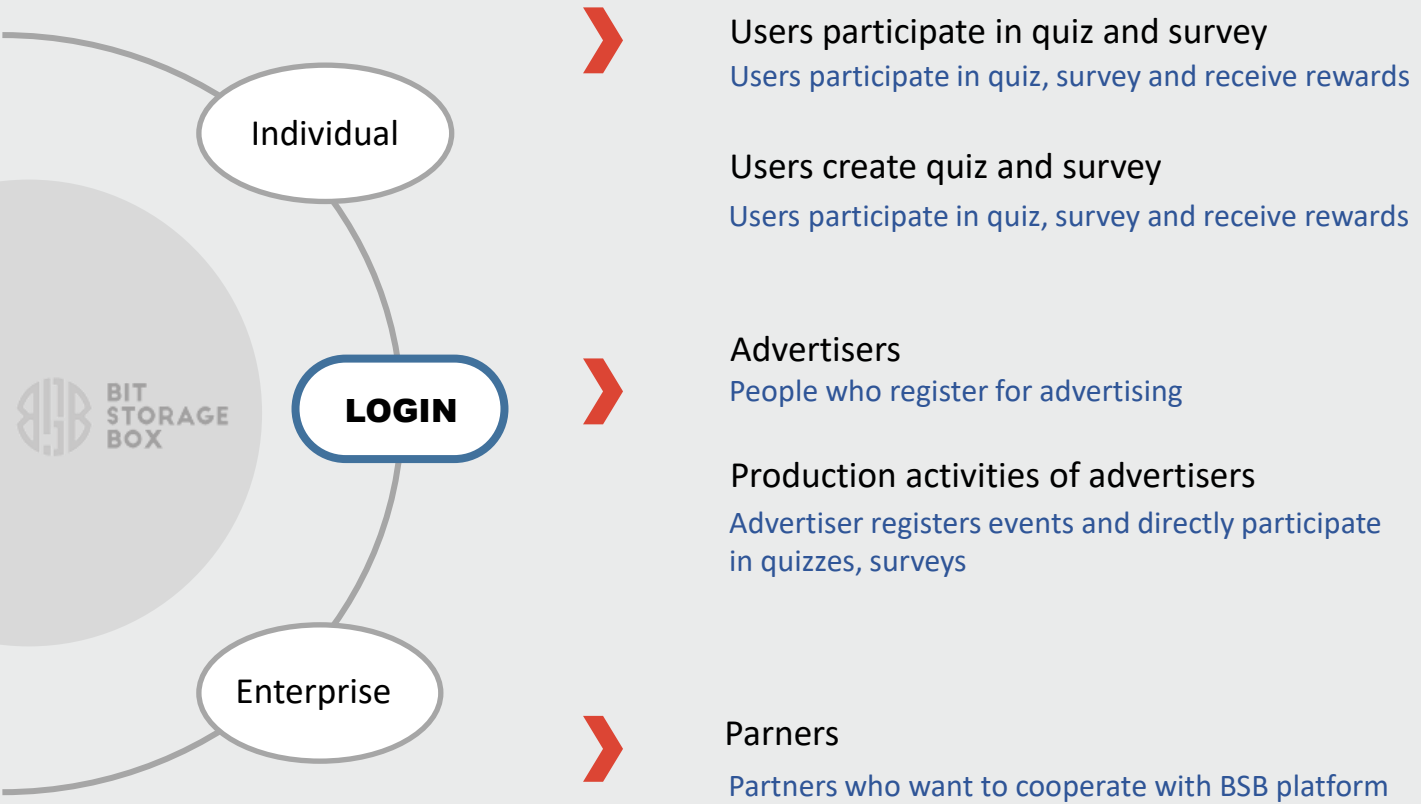 Users participate in quiz and survey
Users participate in quiz, survey and receive rewards
Individual
Users create quiz and survey
Users participate in quiz, survey and receive rewards
BIT
STORAGE
BOX
LOGIN
Advertisers
People who register for advertising
Production activities of advertisers
Advertiser registers events and directly participate
in quizzes, surveys
Enterprise
Parners
Partners who want to cooperate with BSB platform